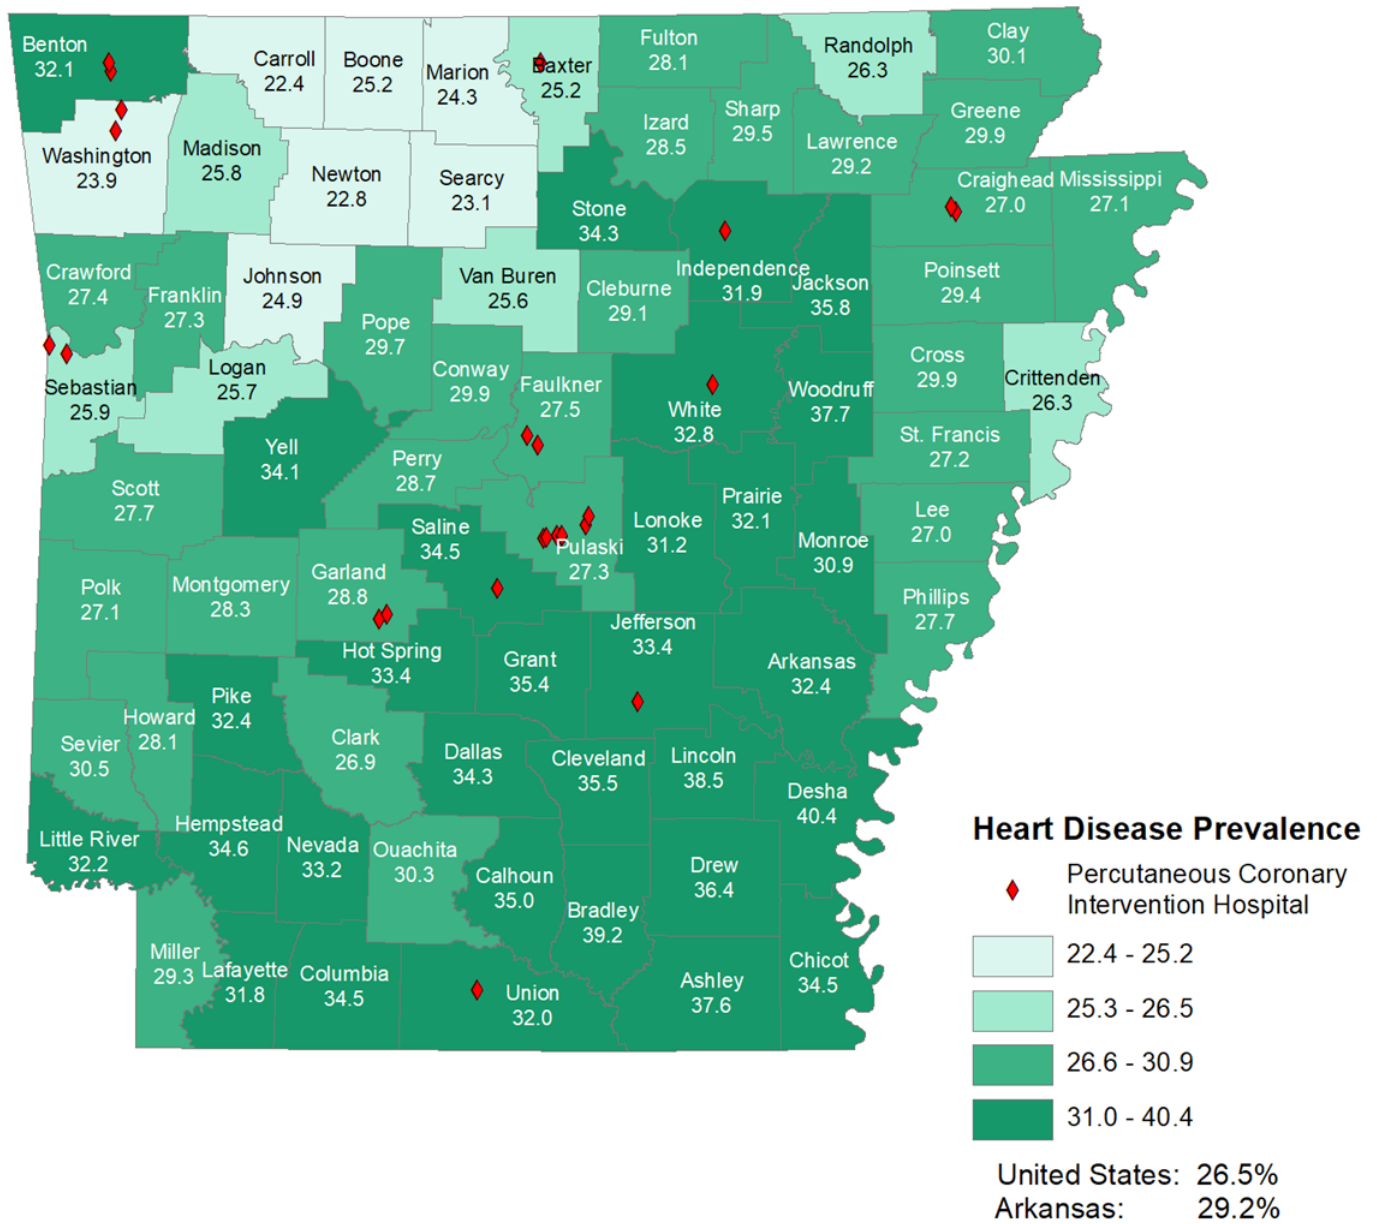 Benton
32.1
Carroll
22.4
Boone
25.2
Marion
24.3
Baxter
25.2
Fulton
28.1
Randolph
26.3
Clay
30.1
Washington
23.9
Madison
25.8
Newton
22.8
Searcy
23.1
Stone
34.3
Izard
28.5
Sharp
29.5
Lawrence
29.2
Greene
29.9
Craighead
27.0
Mississippi
27.1
Crawford
27.4
Franklin
27.3
Johnson
24.9
Pope
29.7
Van Buren
25.6
Cleburne
29.1
Independence
31.9
Jackson
35.8
Poinsett
29.4
Sebastian
25.9
Logan
25.7
Yell
34.1
Conway
29.9
Faulkner
27.5
White
32.8
Woodruff
37.7
Cross
29.9
Crittenden
26.3
St. Francis
27.2
Scott
27.7
Perry
28.7
Saline
34.5
Pulaski
27.3
Lonoke
31.2
Prairie
32.1
Monroe
30.9
Lee
27.0
Phillips
27.7
Polk
27.1
Montgomery
28.3
Garland
28.8
Hot Spring
33.4
Grant
35.4
Jefferson
33.4
Arkansas
32.4
Sevier
30.5
Howard
28.1
Pike
32.4
Clark
26.9
Dallas
34.3
Cleveland
35.5
Lincoln
38.5
Desha
40.4
Little River
32.2
Hempstead
34.6
Nevada
33.2
Ouachita
30.3
Calhoun
35.0
Bradley
39.2
Drew
36.4
Miller
29.3
Lafayette
31.8
Columbia
34.5
Union
32.0
Ashley
37.6
Chicot
34.5
Heart Disease Prevalence
Percutaneous Coronary
Intervention Hospital
22.4 - 25.2
25.3 - 26.5
26.6 - 30.9
31.0 - 40.4
United States: 26.5%
Arkansas: 29.2%